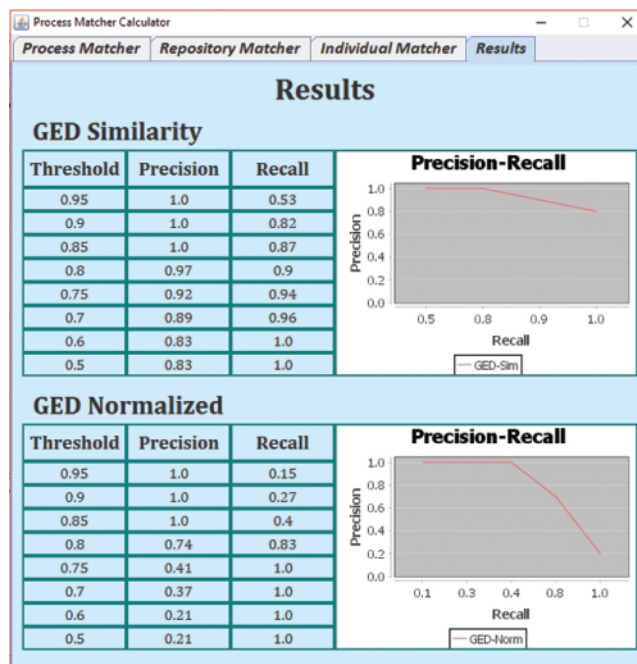 Process Matcher Calculator
Process Matcher Repository Matcher Individual Matcher Results
Results
GED Similarity
Threshold Precision Recall
0.95 1.0 0.53
0.9 1.0 0.82
0.85 1.0 0.87
0.8 0.97 0.9
0.75 0.92 0.94
0.7 0.89 0.96
0.6 0.83 1.0
0.5 0.83 1.0
Precision-Recall
Precision
1.0
0.8
0.6
0.4
0.2
0.0
0.5 0.8 0.9 1.0
Recall
GED-Sim
GED Normalized
Threshold Precision Recall
0.95 1.0 0.15
0.9 1.0 0.27
0.85 1.0 0.4
0.8 0.74 0.83
0.75 0.41 1.0
0.7 0.37 1.0
0.6 0.21 1.0
0.5 0.21 1.0
Precision-Recall
Precision
1.0
0.8
0.6
0.4
0.2
0.0
0.1 0.3 0.4 0.8 1.0
Recall
GED-Norm